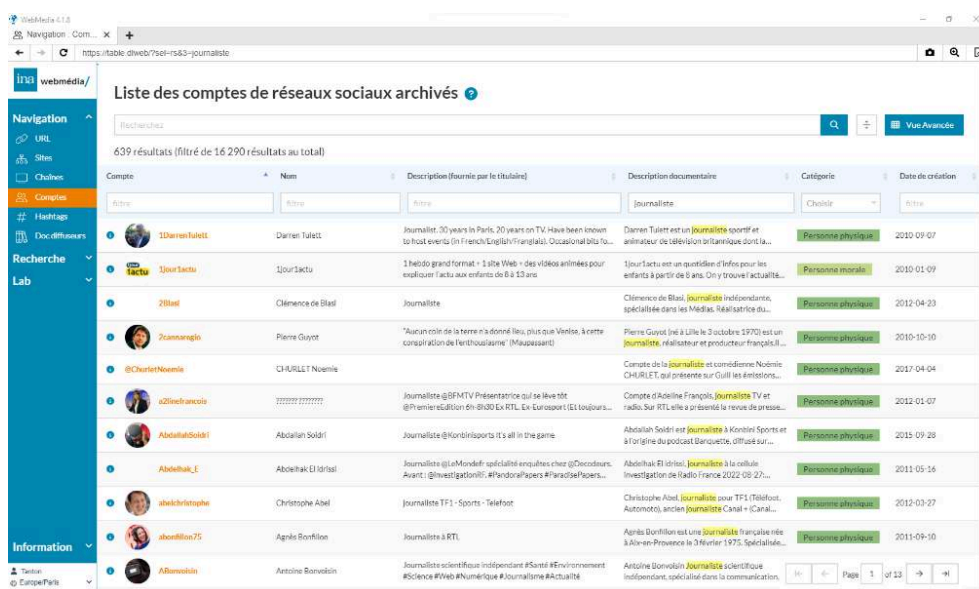 WebMedia 4.1.8
Navigation : Com...
https://table.dlweb/?sel=rs&3=journaliste
ina webmédia/
Liste des comptes de réseaux sociaux archivés
Navigation
URL
Sites
Chaînes
Comptes
Hashtags
Doc diffuseurs
Recherche
Lab
Information
Europe/Paris
Recherchez
Vue Avancée
639 résultats (filtré de 16 290 résultats au total)
Compte Nom Description (fournie par le titulaire) Description documentaire Catégorie Date de création
filtre filtre filtre journaliste Choisir filtre
1DarrenTulett Darren Tulett Journalist. 30 years in Paris. 20 years on TV. Have been known Darren Tulett est un journaliste sportif et Personne physique 2010-09-07
to host events (in French/English/Franglais). Occasional bits fo... animateur de télévision britannique dont la...
1jour1actu 1jour1actu 1 hebdo grand format + 1 site Web + des vidéos animées pour 1jour1actu est un quotidien d'infos pour les Personne morale 2010-01-09
expliquer l'actu aux enfants de 8 à 13 ans enfants à partir de 8 ans. On y trouve l'actualité...
2Blasi Clémence de Blasi Journaliste Clémence de Blasi, journaliste indépendante, Personne physique 2012-04-23
spécialisée dans les Médias. Réalisatrice du...
2cannaregio Pierre Guyot "Aucun coin de la terre n'a donné lieu, plus que Venise, à cette Pierre Guyot (né à Lille le 3 octobre 1970) est un Personne physique 2010-10-10
conspiration de l'enthousiasme" (Maupassant) journaliste, réalisateur et producteur français. Il ...
@ChurletNoemie CHURLET Noemie Compte de la journaliste et comédienne Noémie Personne physique 2017-04-04
CHURLET, qui présente sur Gulli les émissions...
a2linefrancois ??????? ???????? Journaliste @BFMTV Présentatrice qui se lève tôt Compte d'Adeline François, journaliste TV et Personne physique 2012-01-07
@PremiereEdition 6h-8h30 Ex RTL. Ex-Eurosport (Et toujours... radio. Sur RTL elle a présenté la revue de presse...
AbdallahSoidri Abdallah Soidri Journaliste @Konbinisports it's all in the game Abdallah Soidri est journaliste à Konbini Sports et Personne physique 2015-09-28
à l'origine du podcast Banquette, diffusé sur...
Abdelhak_E Abdelhak El Idrissi Journaliste @LeMondefr spécialité enquêtes chez @Decodeurs. Abdelhak El Idrissi, journaliste à la cellule Personne physique 2011-05-16
Avant : @InvestigationRF. #PandoraPapers #ParadisePapers... Investigation de Radio France 2022-08-27:...
abelchristophe Christophe Abel journaliste TF1 - Sports - Telefoot Christophe Abel, journaliste pour TF1 (Téléfoot, Personne physique 2012-03-27
Automoto), ancien journaliste Canal + (Canal...
abonfillon75 Agnès Bonfillon Journaliste à RTL Agnès Bonfillon est une journaliste française née Personne physique 2011-09-10
à Aix-en-Provence le 3 février 1975. Spécialisée...
ABonvoisin Antoine Bonvoisin Journaliste scientifique indépendant #Santé #Environnement Antoine Bonvoisin Journaliste scientifique
#Science #Web #Numérique #Journalisme #Actualité indépendant, spécialisé dans la communication,
Page 1 of 13